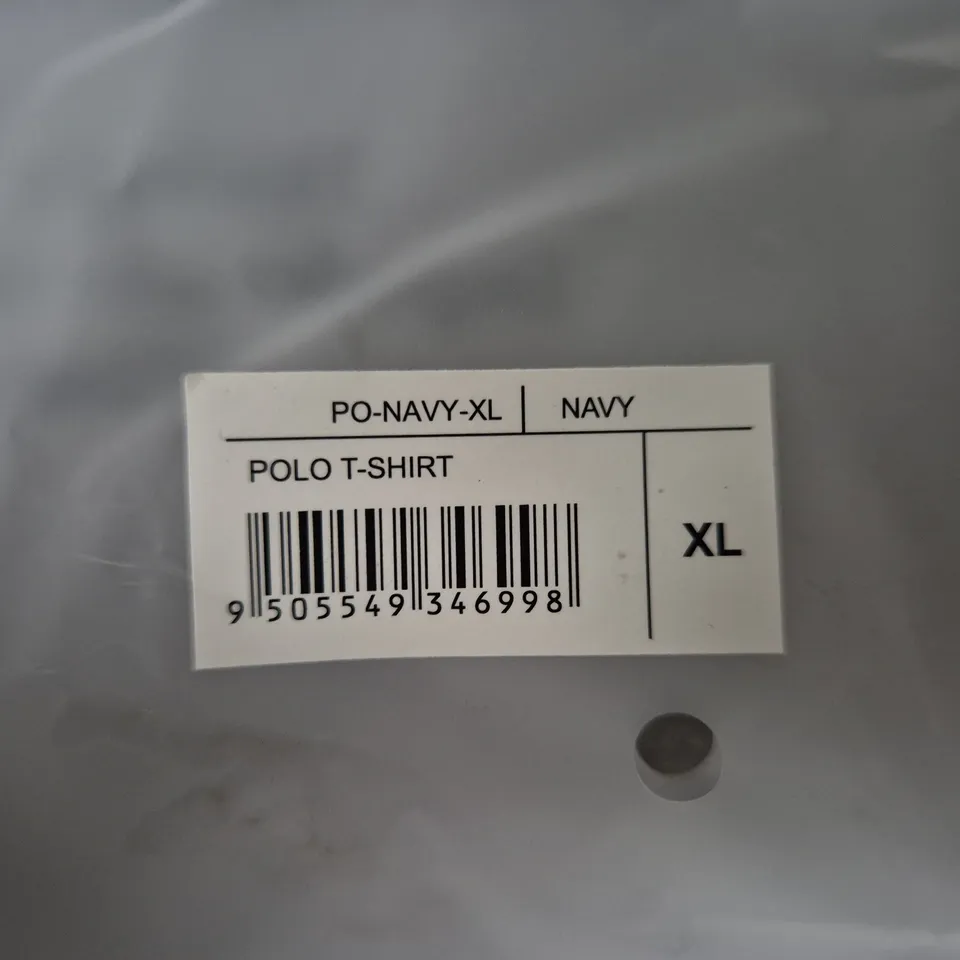 PO-NAVY-XL | NAVY
POLO T-SHIRT
XL
9 505549 346998